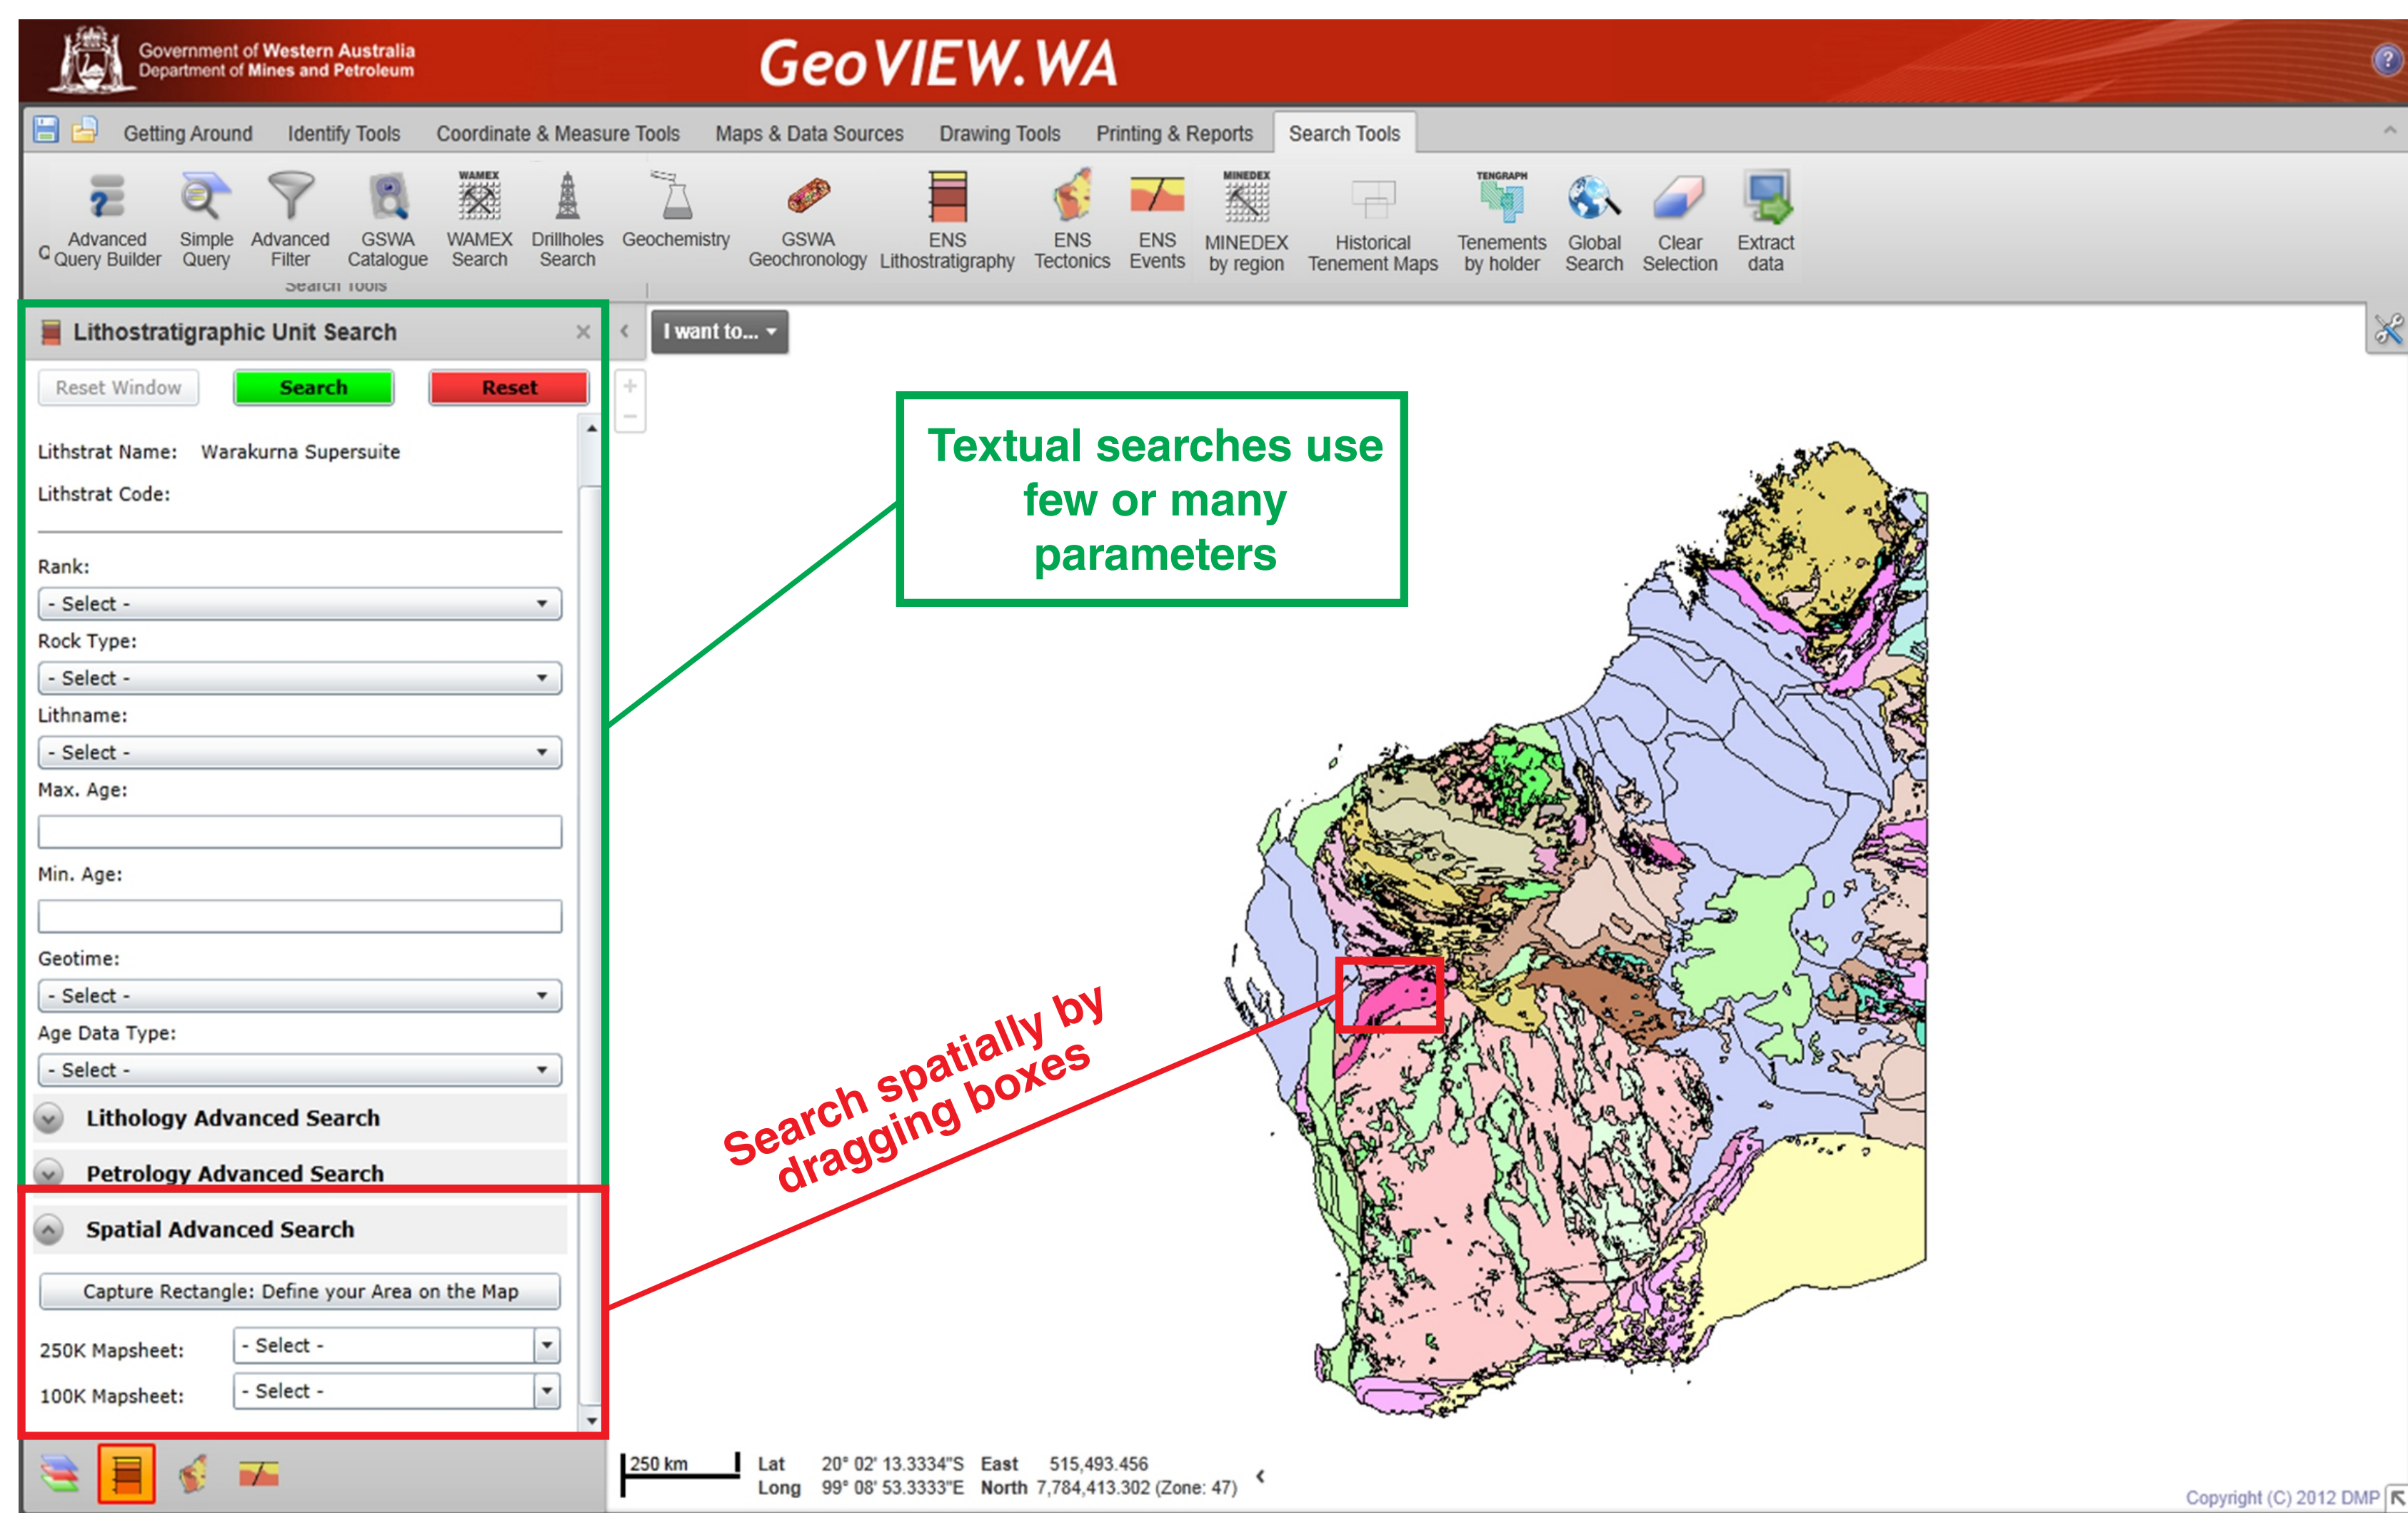 Government of Western Australia
Department of Mines and Petroleum
GeoVIEW.WA
?
Getting Around
Identify Tools
Coordinate & Measure Tools
Maps & Data Sources
Drawing Tools
Printing & Reports
Search Tools
Q
Advanced
Query Builder
Simple
Query
Advanced
Filter
GSWA
Catalogue
WAMEX
WAMEX
Search
Drillholes
Search
Geochemistry
GSWA
Geochronology
ENS
Lithostratigraphy
ENS
Tectonics
ENS
Events
MINEDEX
MINEDEX
by region
Historical
Tenement Maps
TENGRAPH
Tenements
by holder
Global
Search
Clear
Selection
Extract
data
Search Tools
Lithostratigraphic Unit Search
I want to...
Reset Window
Search
Reset
Lithstrat Name: Warakurna Supersuite
Lithstrat Code:
Rank:
- Select -
Rock Type:
- Select -
Lithname:
- Select -
Max. Age:
Min. Age:
Geotime:
- Select -
Age Data Type:
- Select -
Lithology Advanced Search
Petrology Advanced Search
Spatial Advanced Search
Capture Rectangle: Define your Area on the Map
250K Mapsheet: - Select -
100K Mapsheet: - Select -
Textual searches use
few or many
parameters
Search spatially by
dragging boxes
250 km
Lat 20° 02' 13.3334"S East 515,493.456
Long 99° 08' 53.3333"E North 7,784,413.302 (Zone: 47)
Copyright (C) 2012 DMP